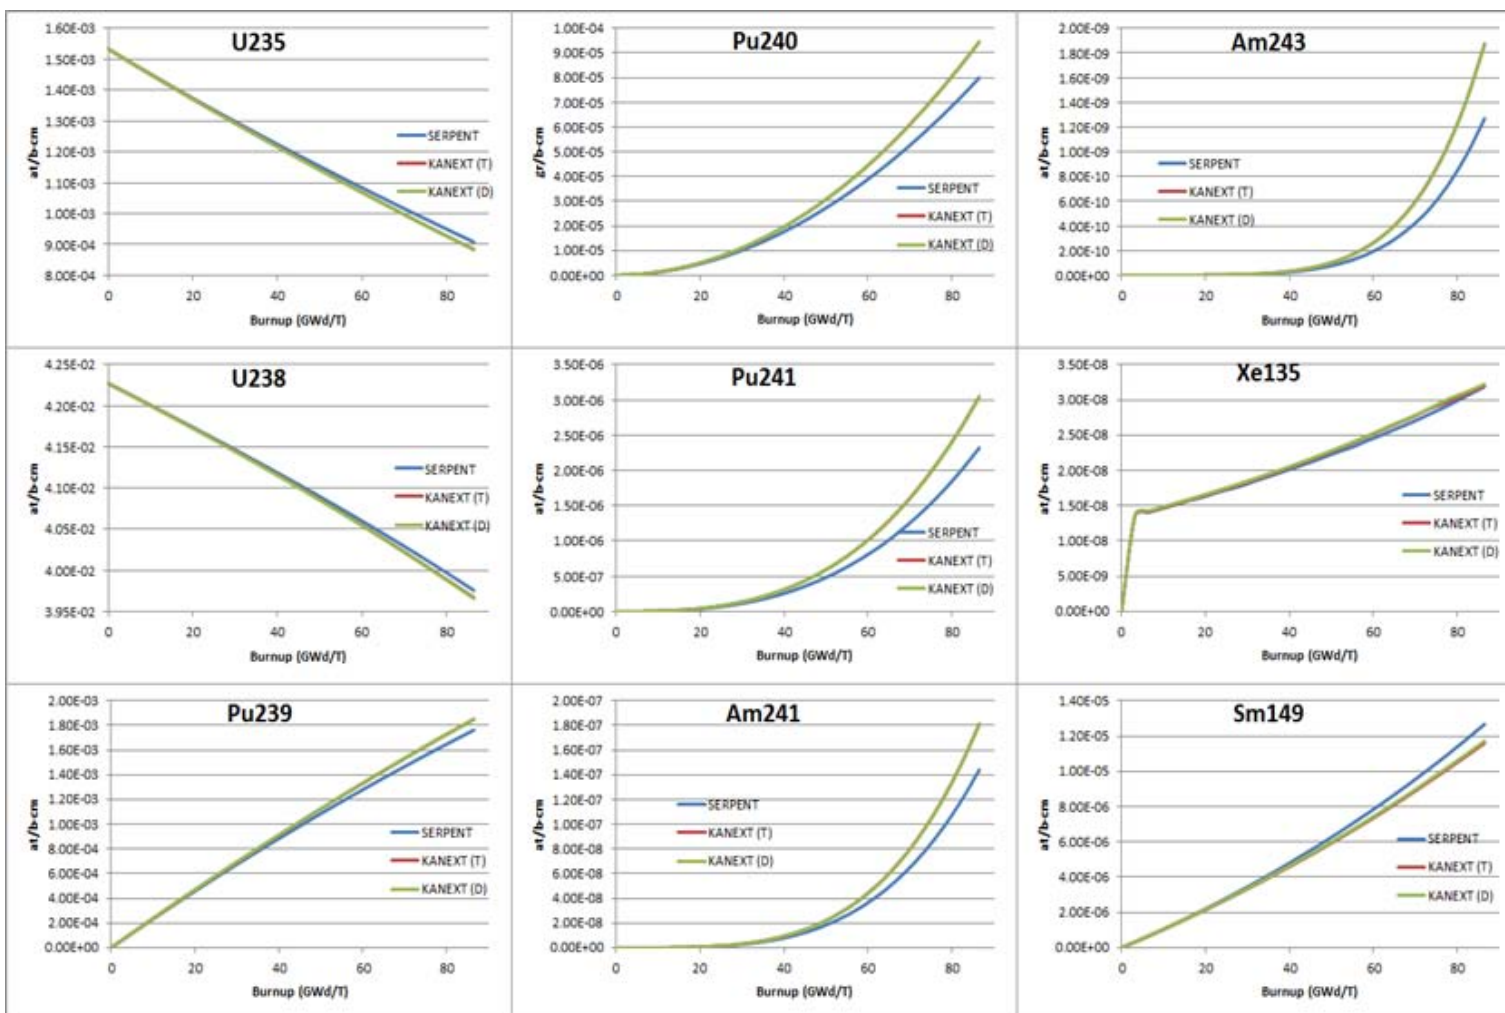 U235
1.60E-03
1.50E-03
1.40E-03
1.30E-03
1.20E-03
1.10E-03
1.00E-03
9.00E-04
8.00E-04
at/b-cm
SERPENT
KANEXT (T)
KANEXT (D)
0 20 40 60 80
Burnup (GWd/T)
Pu240
1.00E-04
9.00E-05
8.00E-05
7.00E-05
6.00E-05
5.00E-05
4.00E-05
3.00E-05
2.00E-05
1.00E-05
0.00E+00
gr/b-cm
SERPENT
KANEXT (T)
KANEXT (D)
0 20 40 60 80
Burnup (GWd/T)
Am243
2.00E-09
1.80E-09
1.60E-09
1.40E-09
1.20E-09
1.00E-09
8.00E-10
6.00E-10
4.00E-10
2.00E-10
0.00E+00
at/b-cm
SERPENT
KANEXT (T)
KANEXT (D)
0 20 40 60 80
Burnup (GWd/T)
U238
4.25E-02
4.20E-02
4.15E-02
4.10E-02
4.05E-02
4.00E-02
3.95E-02
at/b-cm
SERPENT
KANEXT (T)
KANEXT (D)
0 20 40 60 80
Burnup (GWd/T)
Pu241
3.50E-06
3.00E-06
2.50E-06
2.00E-06
1.50E-06
1.00E-06
5.00E-07
0.00E+00
at/b-cm
SERPENT
KANEXT (T)
KANEXT (D)
0 20 40 60 80
Burnup (GWd/T)
Xe135
3.50E-08
3.00E-08
2.50E-08
2.00E-08
1.50E-08
1.00E-08
5.00E-09
0.00E+00
at/b-cm
SERPENT
KANEXT (T)
KANEXT (D)
0 20 40 60 80
Burnup (GWd/T)
Pu239
2.00E-03
1.80E-03
1.60E-03
1.40E-03
1.20E-03
1.00E-03
8.00E-04
6.00E-04
4.00E-04
2.00E-04
0.00E+00
at/b-cm
SERPENT
KANEXT (T)
KANEXT (D)
0 20 40 60 80
Burnup (GWd/T)
Am241
2.00E-07
1.80E-07
1.60E-07
1.40E-07
1.20E-07
1.00E-07
8.00E-08
6.00E-08
4.00E-08
2.00E-08
0.00E+00
at/b-cm
SERPENT
KANEXT (T)
KANEXT (D)
0 20 40 60 80
Burnup (GWd/T)
Sm149
1.40E-05
1.20E-05
1.00E-05
8.00E-06
6.00E-06
4.00E-06
2.00E-06
0.00E+00
at/b-cm
SERPENT
KANEXT (T)
KANEXT (D)
0 20 40 60 80
Burnup (GWd/T)